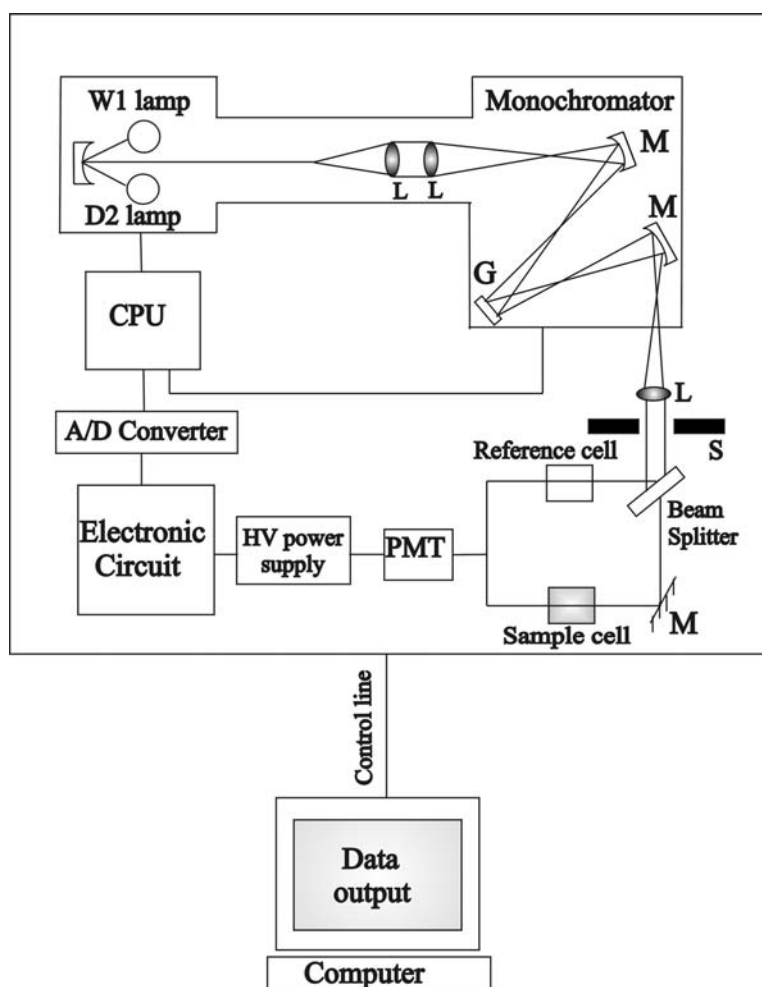 W1 lamp
D2 lamp
L
L
Monochromator
M
M
G
CPU
L
A/D Converter
S
Reference cell
Beam
Splitter
Electronic
Circuit
HV power
supply
PMT
M
Sample cell
Control line
Data
output
Computer